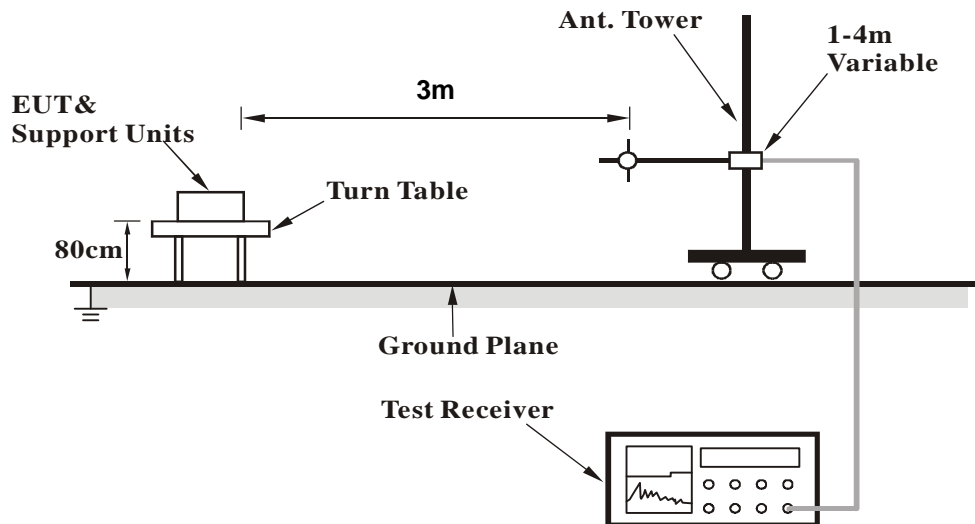 Ant. Tower
1-4m
Variable
3m
EUT&
Support Units
Turn Table
80cm
Ground Plane
Test Receiver